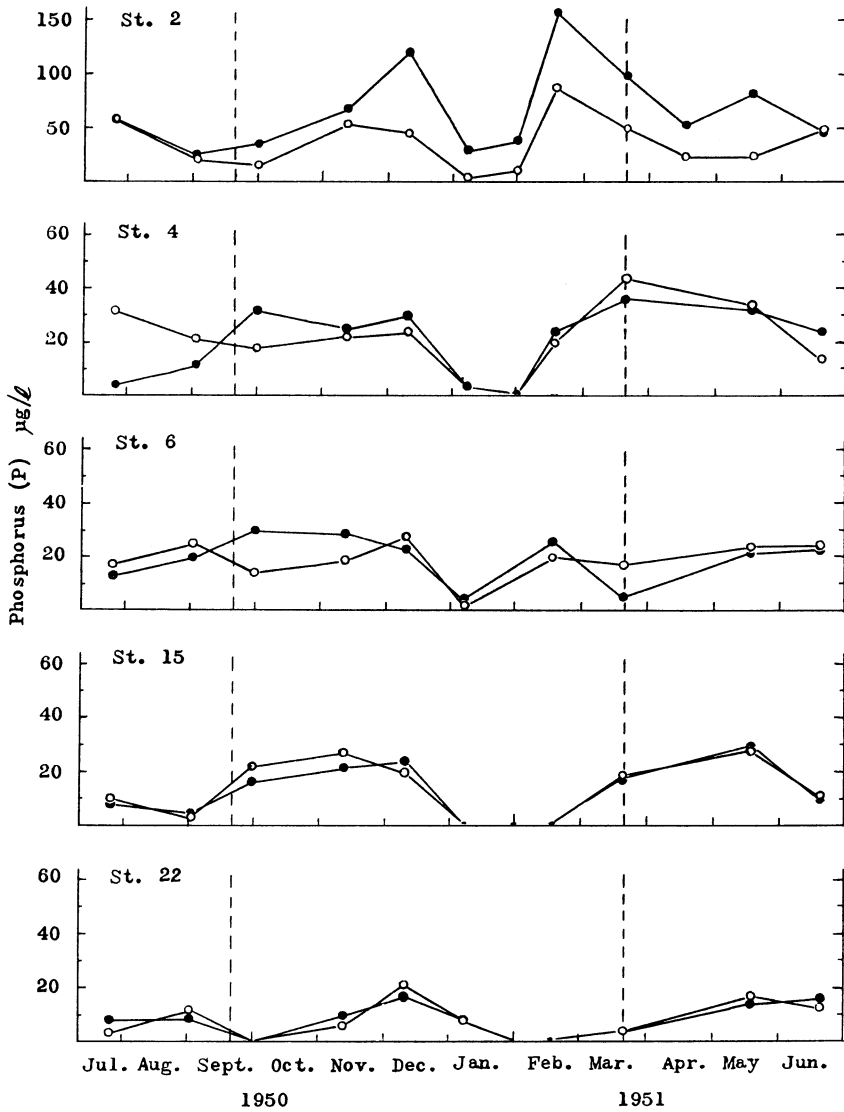 St. 2
150
100
50
St. 4
60
40
20
St. 6
60
40
20
St. 15
60
40
20
St. 22
60
40
20
Phosphorus (P) µg/ℓ
Jul. Aug. Sept. Oct. Nov. Dec. Jan. Feb. Mar. Apr. May Jun.
1950 1951